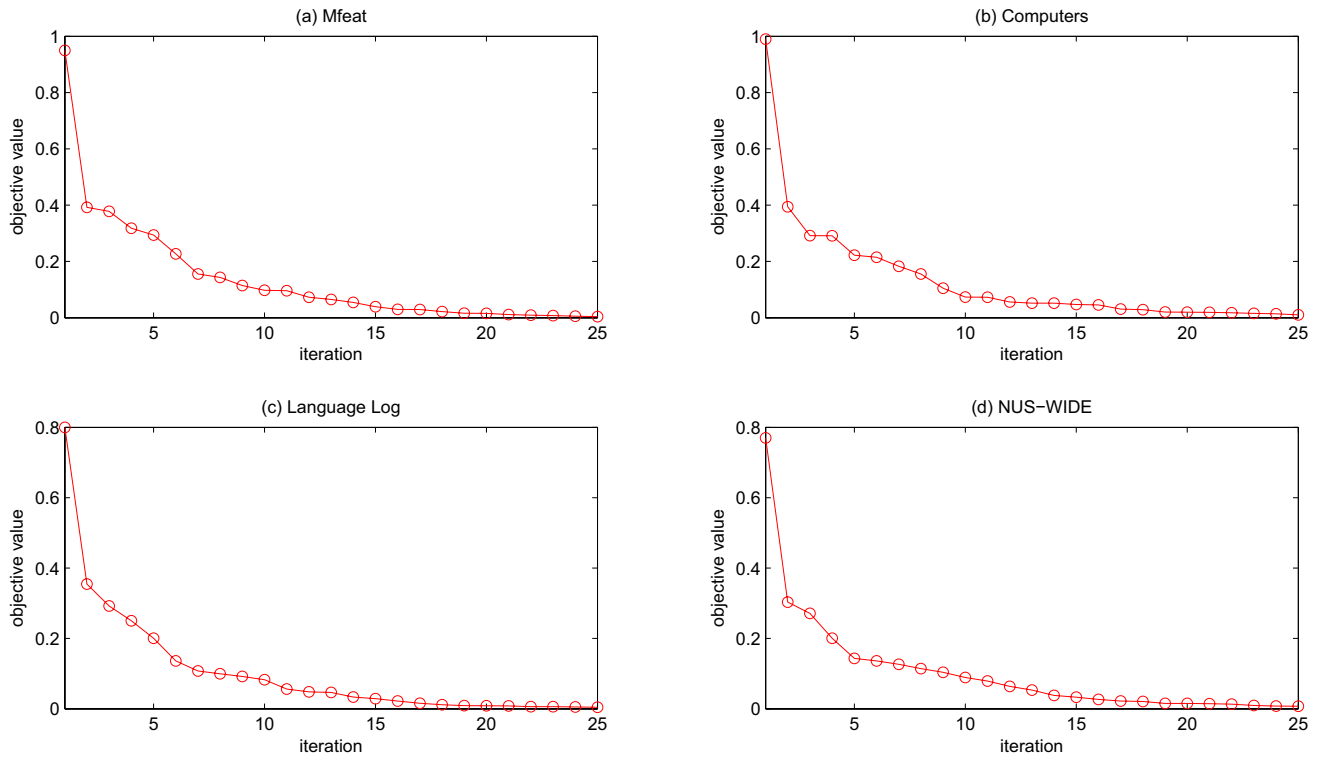 (a) Mfeat
1
0.8
0.6
0.4
0.2
0
objective value
5 10 15 20 25
iteration
(b) Computers
1
0.8
0.6
0.4
0.2
0
objective value
5 10 15 20 25
iteration
(c) Language Log
0.8
0.6
0.4
0.2
0
objective value
5 10 15 20 25
iteration
(d) NUS−WIDE
0.8
0.6
0.4
0.2
0
objective value
5 10 15 20 25
iteration